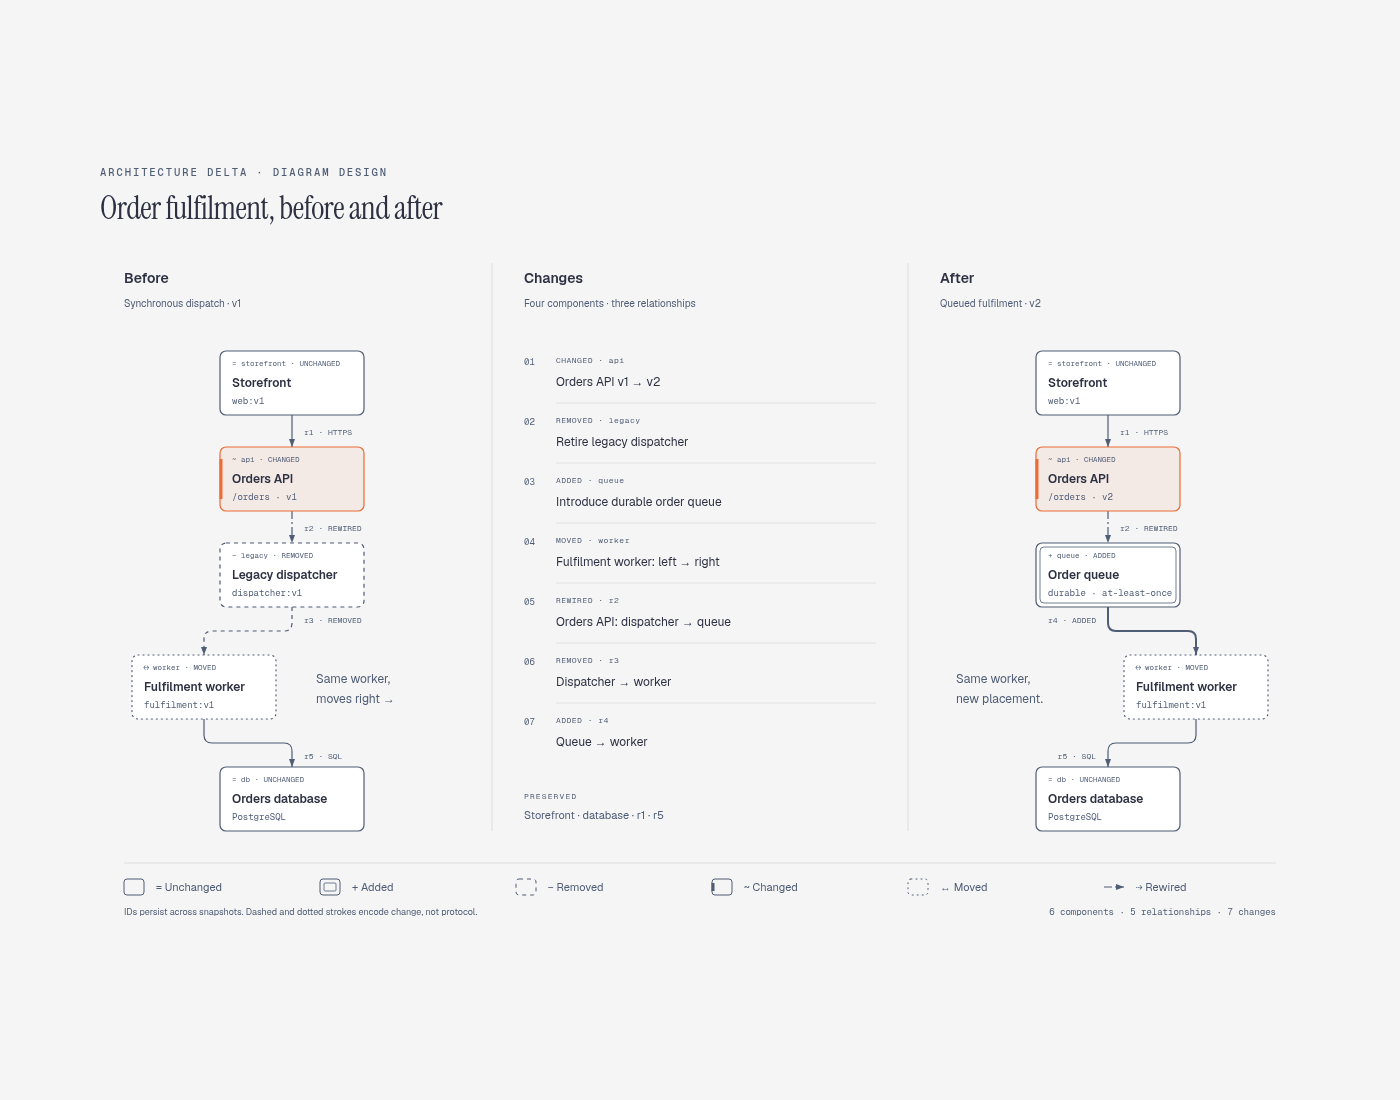 ARCHITECTURE DELTA · DIAGRAM DESIGN
Order fulfilment, before and after
Before
Synchronous dispatch · v1
= storefront · UNCHANGED
Storefront
web:v1
r1 · HTTPS
~ api · CHANGED
Orders API
/orders · v1
r2 · REWIRED
− legacy · REMOVED
Legacy dispatcher
dispatcher:v1
r3 · REMOVED
↔ worker · MOVED
Fulfilment worker
fulfilment:v1
Same worker,
moves right →
r5 · SQL
= db · UNCHANGED
Orders database
PostgreSQL
Changes
Four components · three relationships
01 CHANGED · api
Orders API v1 → v2
02 REMOVED · legacy
Retire legacy dispatcher
03 ADDED · queue
Introduce durable order queue
04 MOVED · worker
Fulfilment worker: left → right
05 REWIRED · r2
Orders API: dispatcher → queue
06 REMOVED · r3
Dispatcher → worker
07 ADDED · r4
Queue → worker
PRESERVED
Storefront · database · r1 · r5
After
Queued fulfilment · v2
= storefront · UNCHANGED
Storefront
web:v1
r1 · HTTPS
~ api · CHANGED
Orders API
/orders · v2
r2 · REWIRED
+ queue · ADDED
Order queue
durable · at-least-once
r4 · ADDED
↔ worker · MOVED
Fulfilment worker
fulfilment:v1
Same worker,
new placement.
r5 · SQL
= db · UNCHANGED
Orders database
PostgreSQL
= Unchanged
+ Added
− Removed
~ Changed
↔ Moved
→ Rewired
IDs persist across snapshots. Dashed and dotted strokes encode change, not protocol.
6 components · 5 relationships · 7 changes